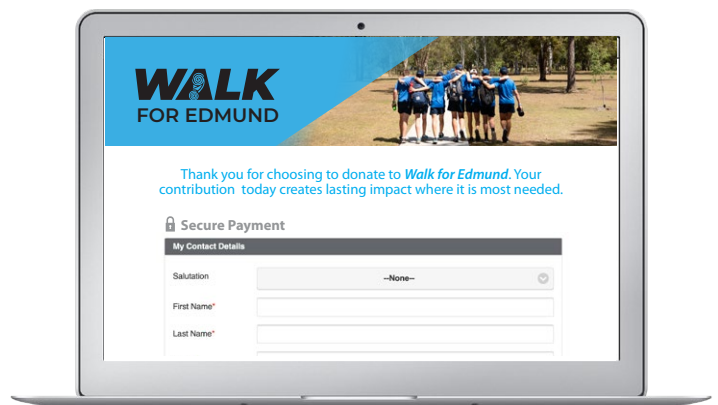 WALK
FOR EDMUND
Thank you for choosing to donate to Walk for Edmund. Your
contribution today creates lasting impact where it is most needed.
Secure Payment
My Contact Details
Salutation
--None--
First Name*
Last Name*